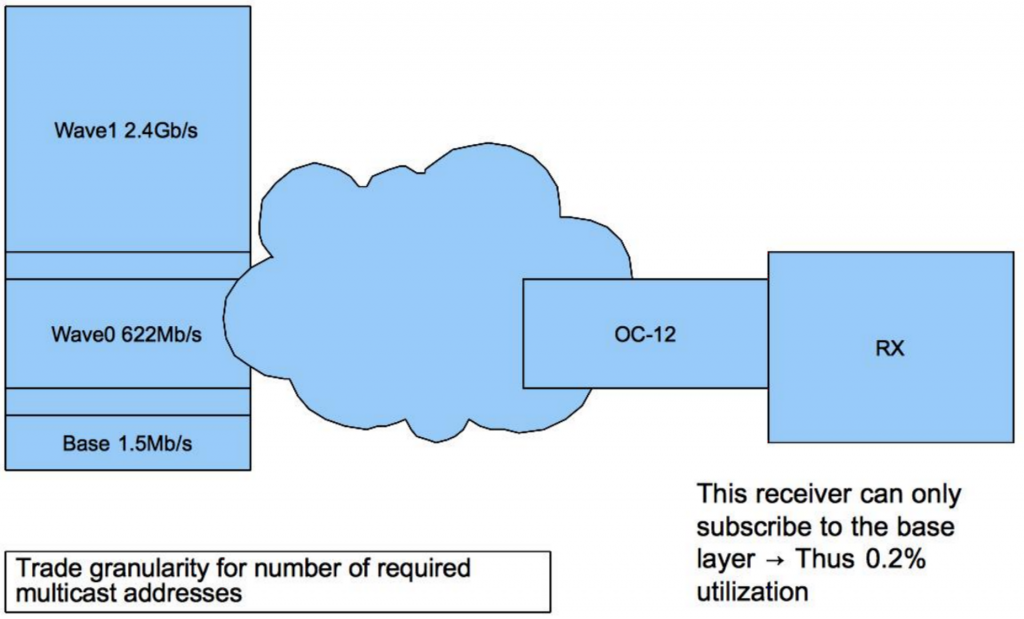 Wave1 2.4Gb/s
Wave0 622Mb/s
OC-12
RX
Base 1.5Mb/s
This receiver can only
subscribe to the base
layer → Thus 0.2%
utilization
Trade granularity for number of required
multicast addresses